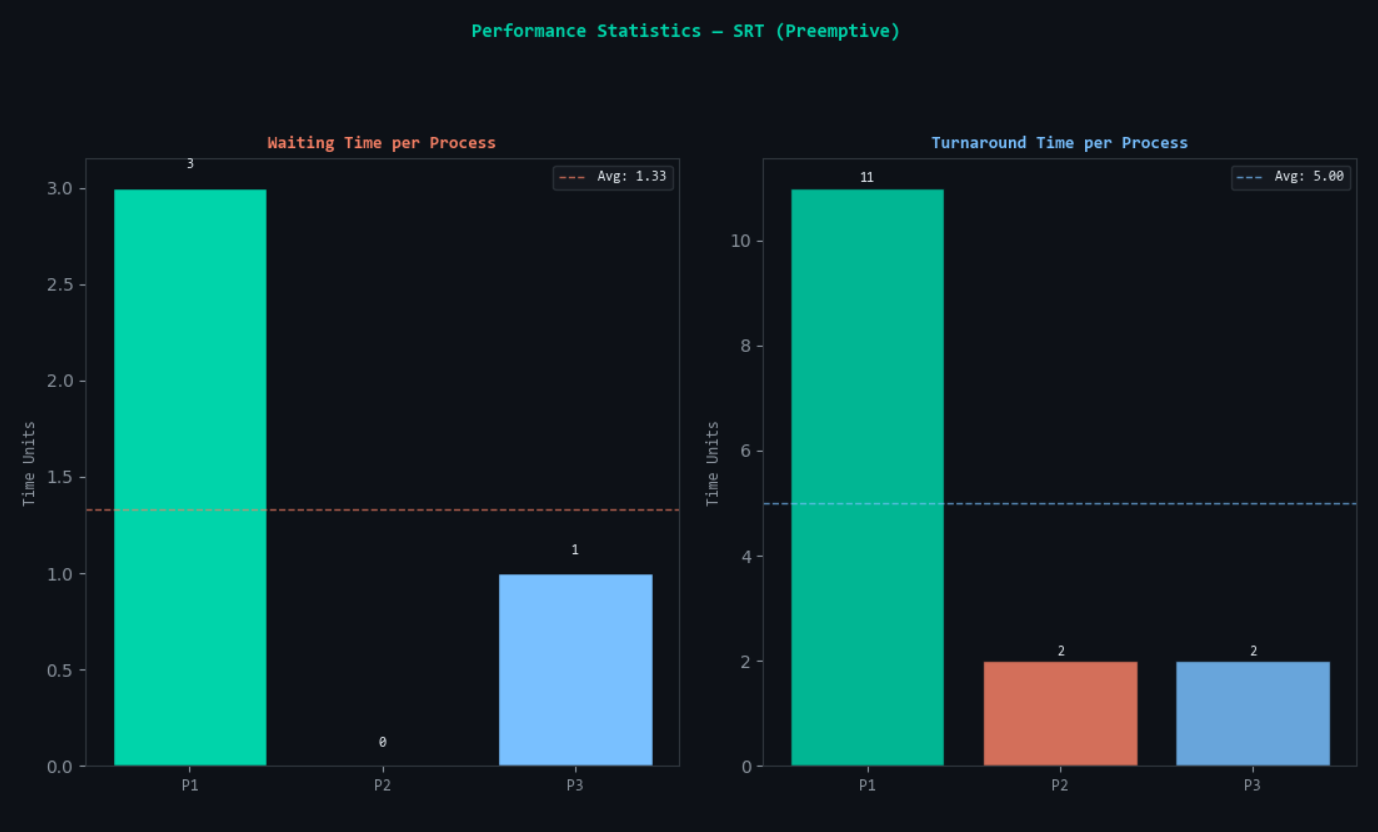 Performance Statistics — SRT (Preemptive)
Waiting Time per Process
3
Avg: 1.33
3.0
2.5
2.0
1.5
1.0
0.5
0.0
Time Units
0
1
P1
P2
P3
Turnaround Time per Process
11
Avg: 5.00
10
8
6
4
2
0
Time Units
2
2
P1
P2
P3